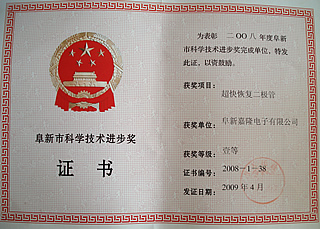 阜新市科学技术进步奖
证书
为表彰 二OO八年度阜新
市科学技术进步奖完成单位,特发
此证,以资鼓励。
获奖项目:
超快恢复二极管
获奖单位:阜新嘉隆电子有限公司
获奖等级:壹等
证书编号:2008-1-38
发证日期:2009年4月